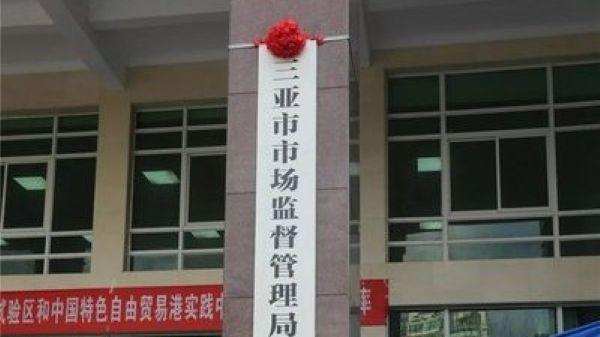 三亚市市场监督管理局
试验区和中国特色自由贸易港实践中